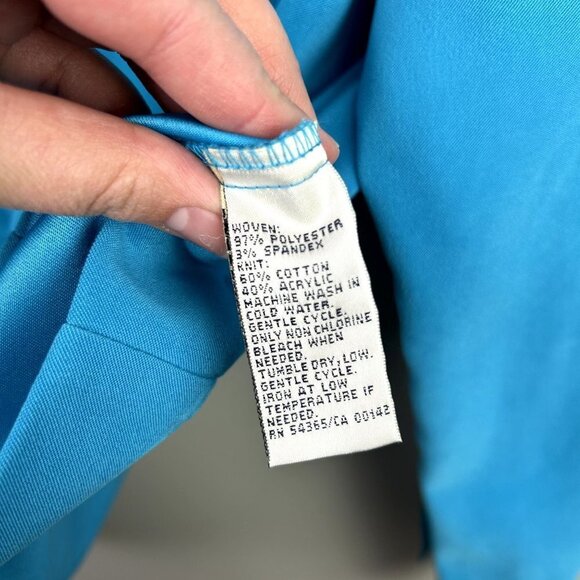 WOVEN:
97% POLYESTER
3% SPANDEX
KNIT:
60% COTTON
40% ACRYLIC
MACHINE WASH IN
COLD WATER.
GENTLE CYCLE.
ONLY NON CHLORINE
BLEACH WHEN
NEEDED.
TUMBLE DRY, LOW.
GENTLE CYCLE.
IRON AT LOW
TEMPERATURE IF
NEEDED.
RN 54365/CA 00142